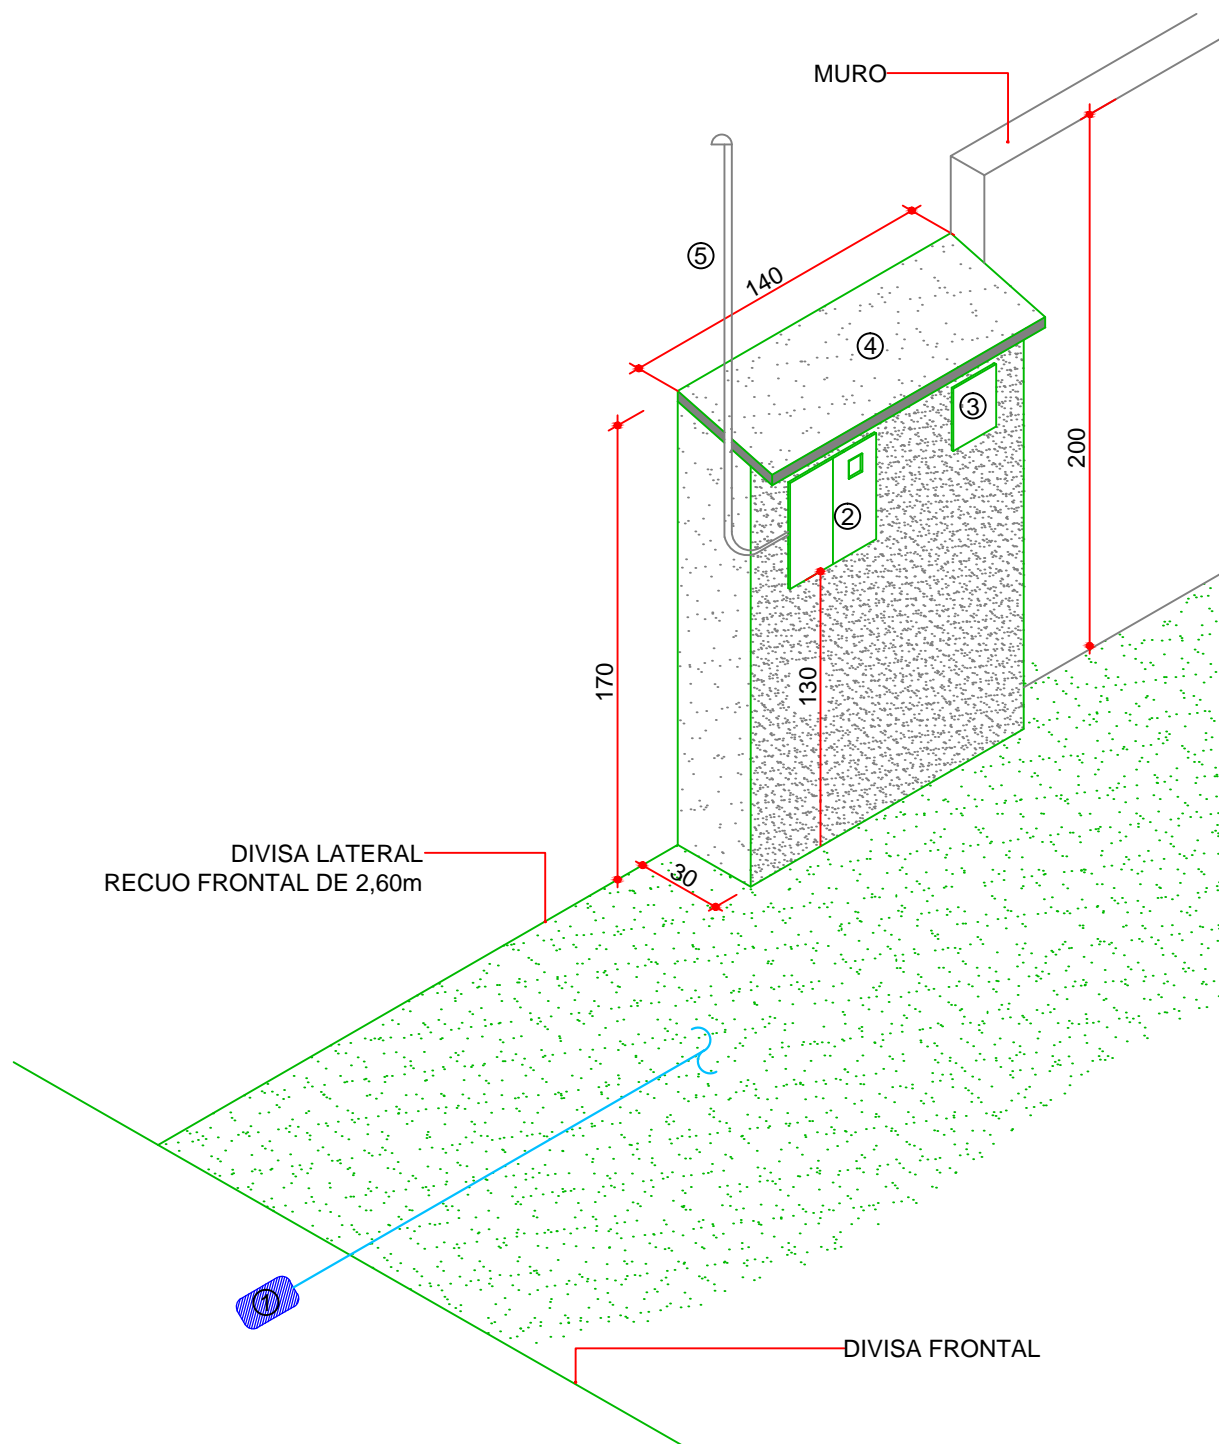 MURO
5
140
4
3
200
2
170
130
DIVISA LATERAL
RECUO FRONTAL DE 2,60m
30
1
DIVISA FRONTAL